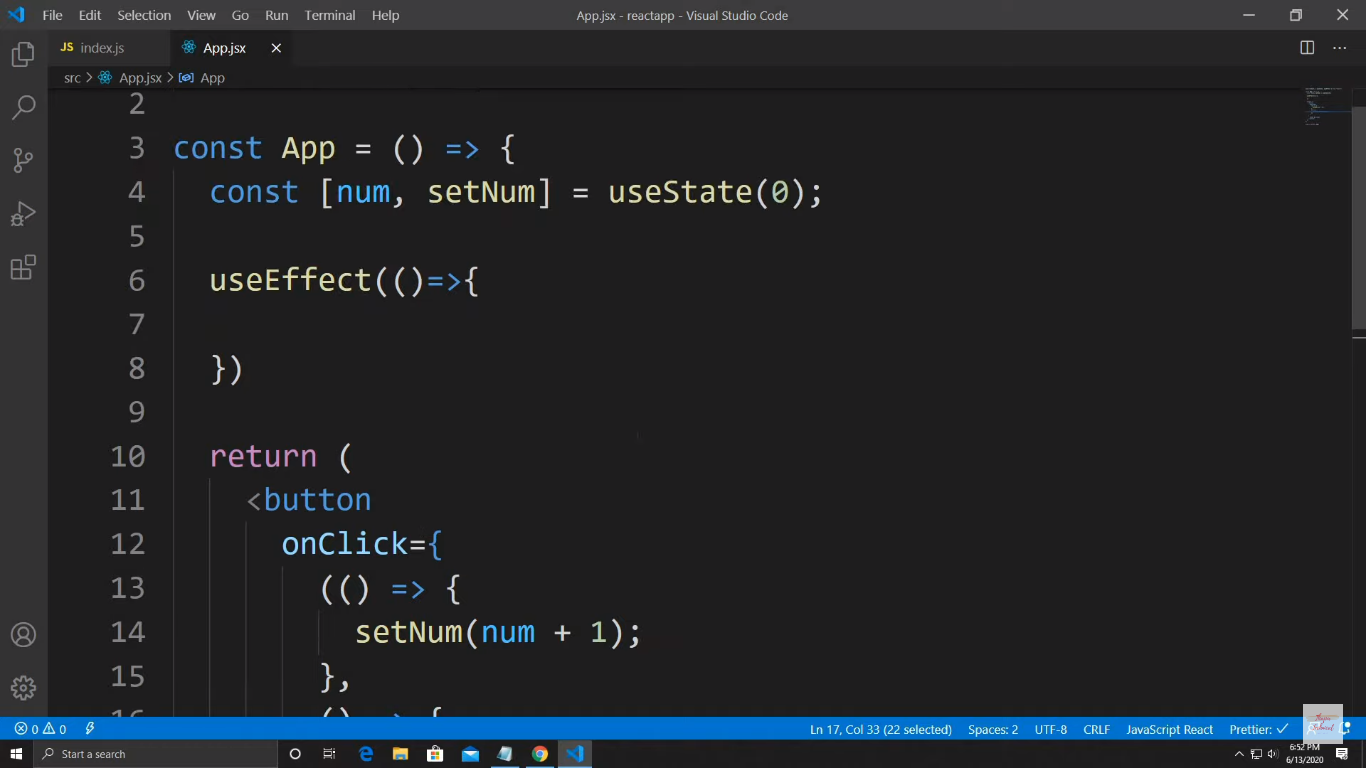 File Edit Selection View Go Run Terminal Help App.jsx - reactapp - Visual Studio Code
JS index.js App.jsx
src > App.jsx > App
2
3 const App = () => {
4 const [num, setNum] = useState(0);
5
6 useEffect(()=>{
7
8 })
9
10 return (
11 <button
12 onClick={
13 (() => {
14 setNum(num + 1);
15 },
0 0 Ln 17, Col 33 (22 selected) Spaces: 2 UTF-8 CRLF JavaScript React Prettier: ✓
Start a search 6:52 PM
6/13/2020